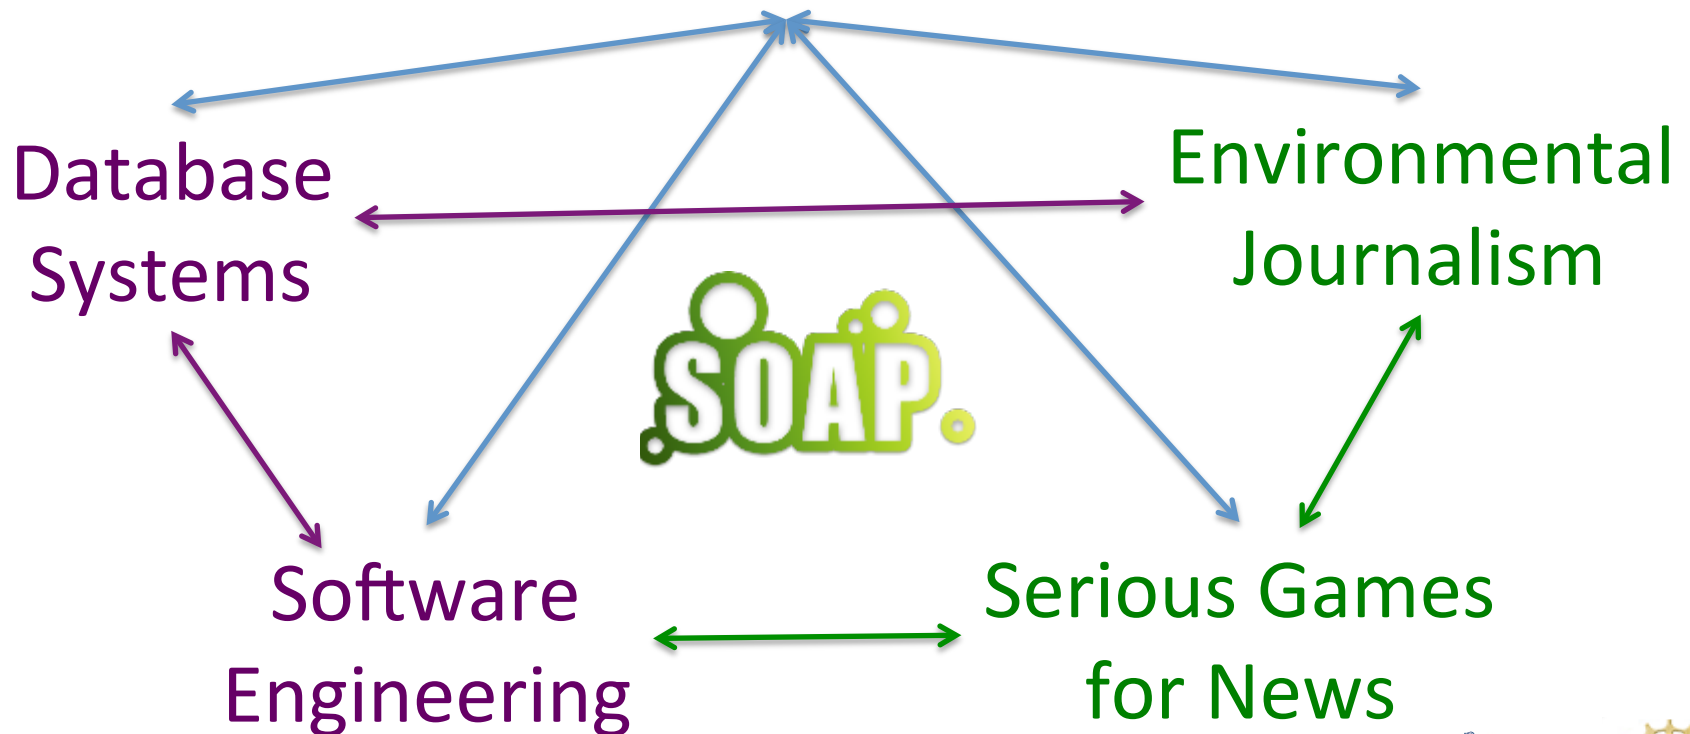 Database
Systems
Environmental
Journalism
SOAP
Software
Engineering
Serious Games
for News